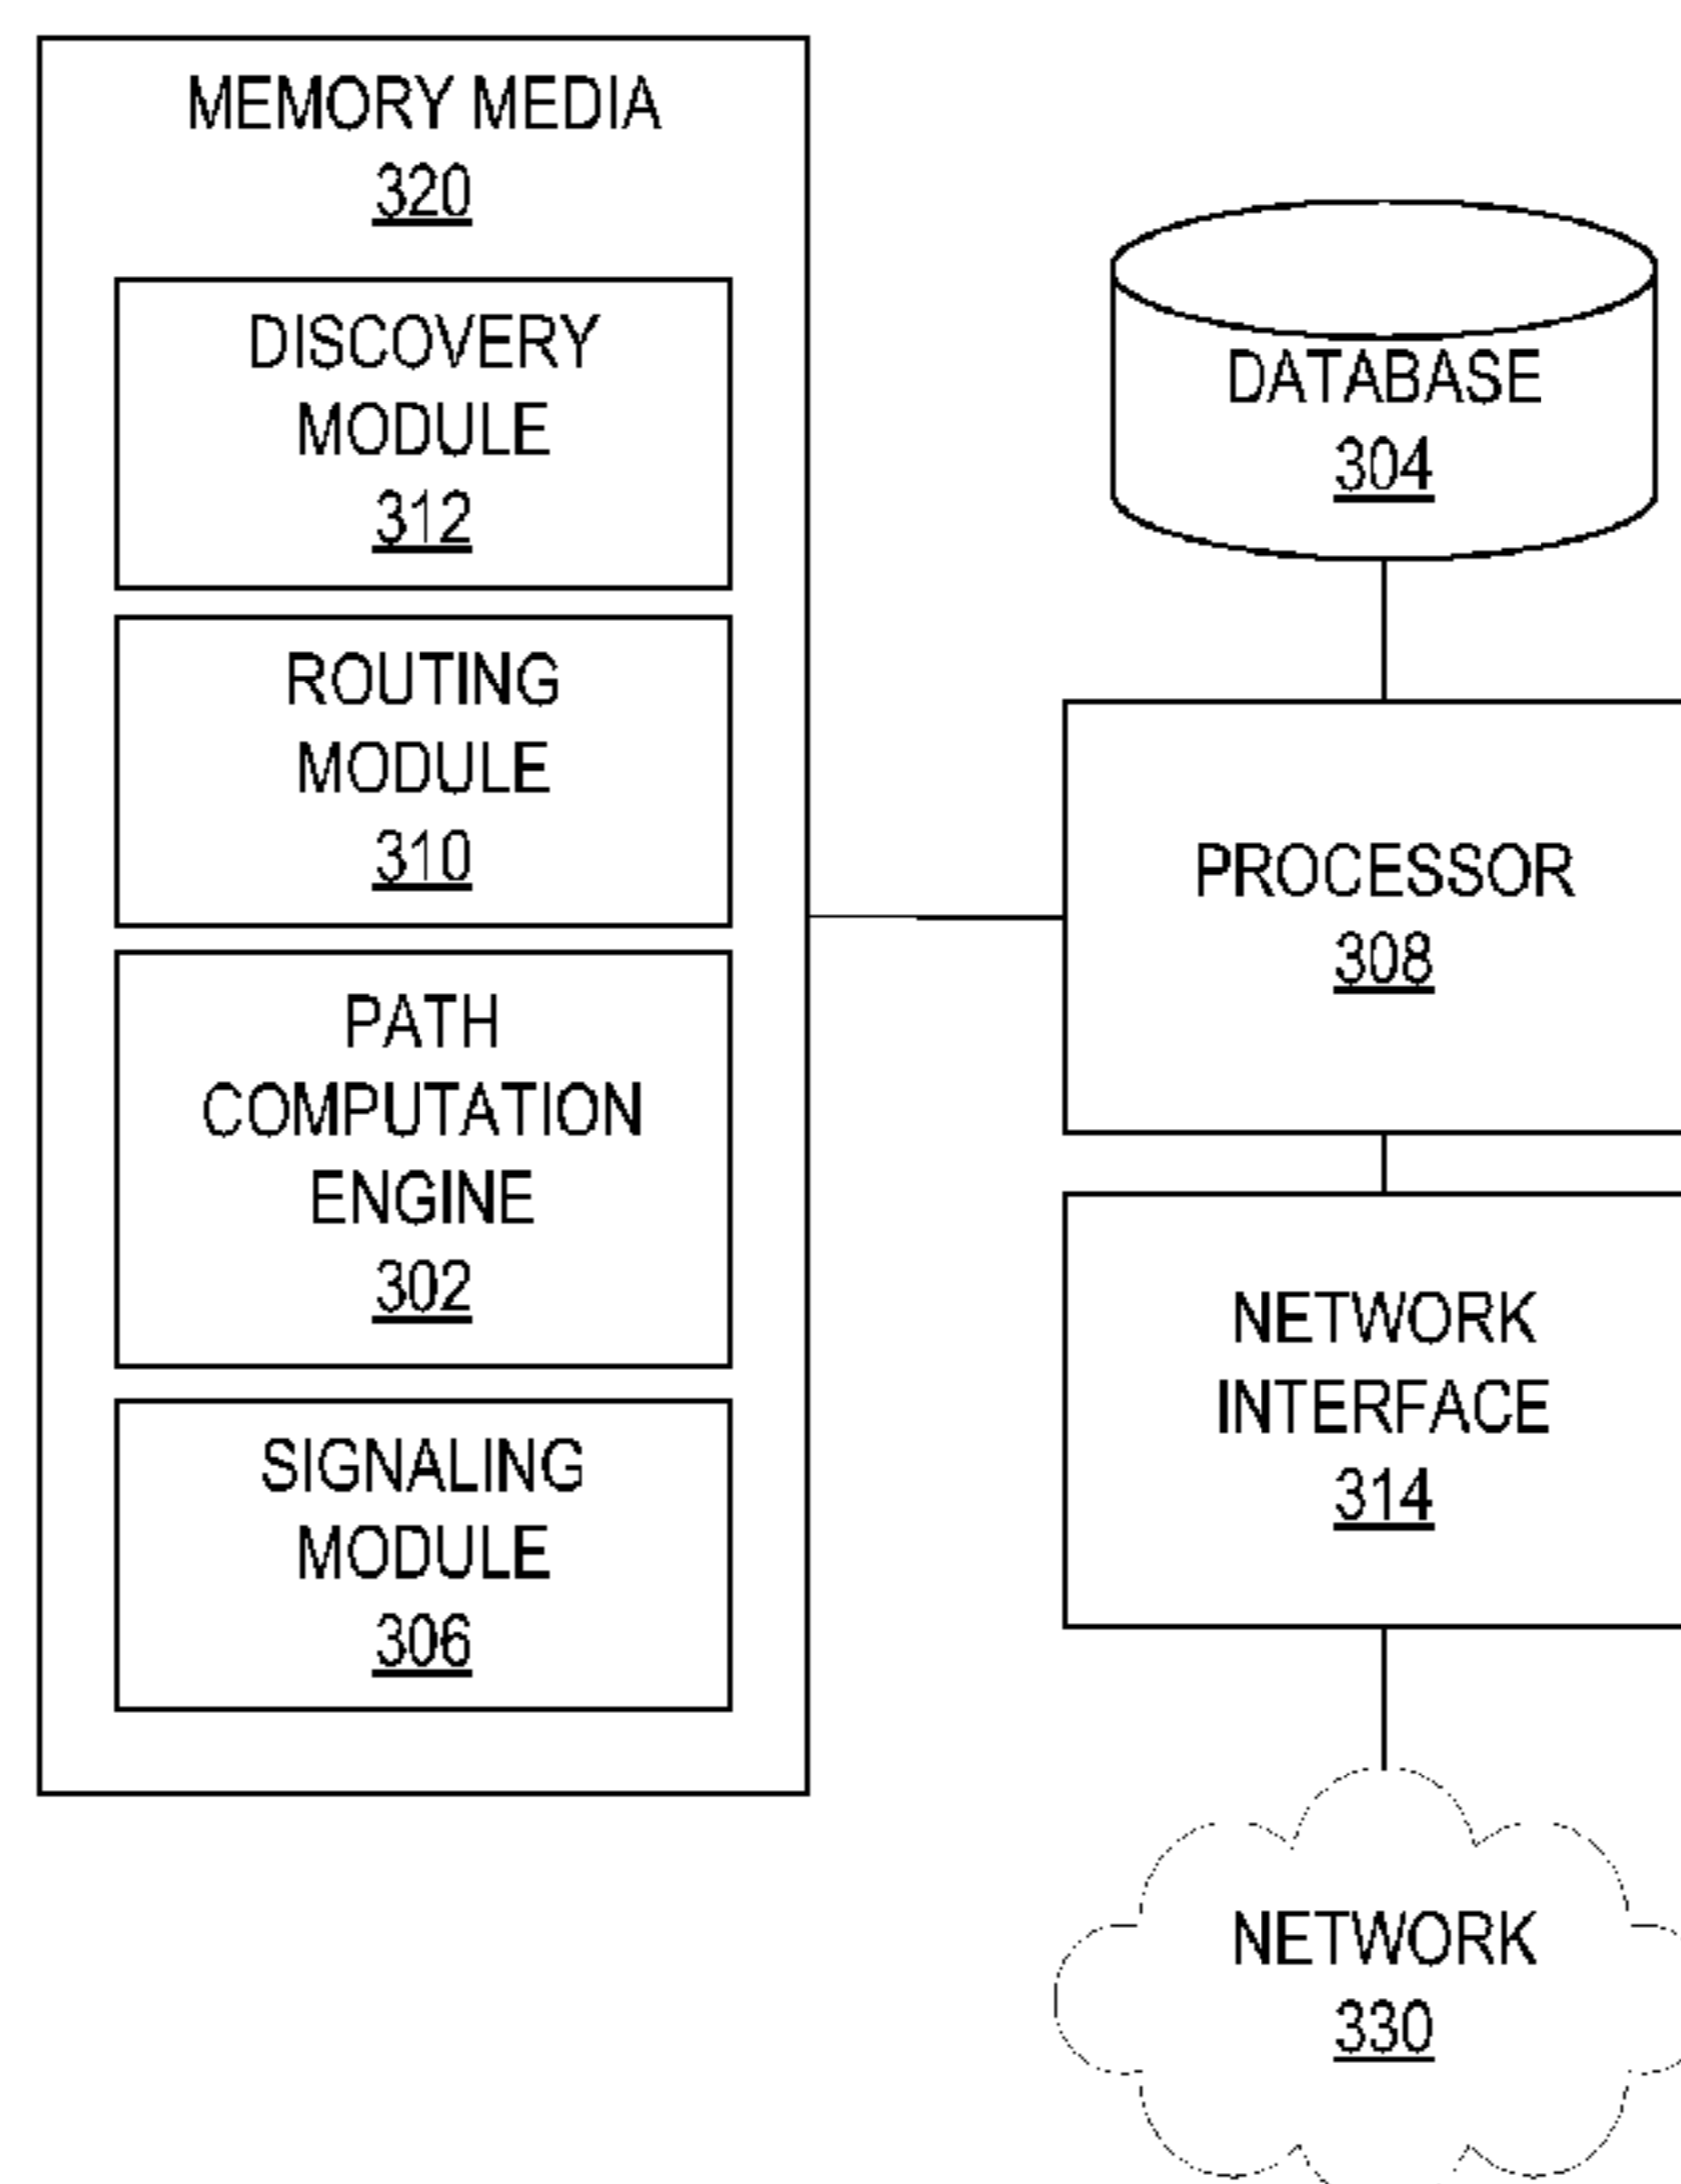 MEMORY MEDIA
320
DISCOVERY
MODULE
312
ROUTING
MODULE
310
PATH
COMPUTATION
ENGINE
302
SIGNALING
MODULE
306
DATABASE
304
PROCESSOR
308
NETWORK
INTERFACE
314
NETWORK
330